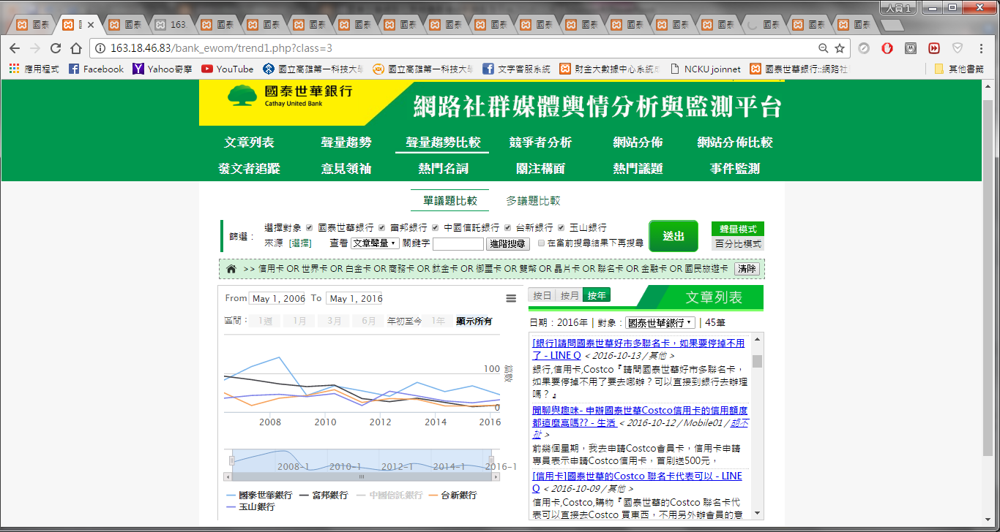 人員 1
國泰 國 國泰 163. 國泰 國泰 國泰 國泰 國泰 國泰 國泰 國泰 國泰 國泰 國泰 國泰 國泰 國泰 國泰
163.18.46.83/bank_ewom/trend1.php?class=3
應用程式 Facebook Yahoo奇摩 YouTube 國立高雄第一科技大學 國立高雄第一科技大學 文字客服系統 財金大數據中心系統 NCKU joinnet 國泰世華銀行::網路社 其他書籤
國泰世華銀行
Cathay United Bank
網路社群媒體輿情分析與監測平台
文章列表 聲量趨勢 聲量趨勢比較 競爭者分析 網站分佈 網站分佈比較
發文者追蹤 意見領袖 熱門名詞 關注構面 熱門議題 事件監測
單議題比較 多議題比較
篩選：
選擇對象 國泰世華銀行 富邦銀行 中國信託銀行 台新銀行 玉山銀行
來源 [選擇] 查看 文章聲量 關鍵字 進階搜尋 在當前搜尋結果下再搜尋
送出
聲量模式
百分比模式
>> 信用卡 OR 世界卡 OR 白金卡 OR 商務卡 OR 鈦金卡 OR 御璽卡 OR 雙幣 OR 晶片卡 OR 聯名卡 OR 金融卡 OR 國民旅遊卡 清除
From May 1, 2006 To May 1, 2016
區間： 1週 1月 3月 6月 年初至今 1年 顯示所有
100
0
篇數
2008 2010 2012 2014 2016
2008-1 2010-1 2012-1 2014-1 2016-1
國泰世華銀行 富邦銀行 中國信託銀行 台新銀行
玉山銀行
按日 按月 按年 文章列表
日期：2016年 | 對象：國泰世華銀行 | 45筆
[銀行]請問國泰世華好市多聯名卡，如果要停掉不用
了 - LINE Q < 2016-10-13 / 其他 >
銀行,信用卡,Costco『請問國泰世華好市多聯名卡，
如果要停掉不用了要去哪辦？可以直接到銀行去辦理
嗎？』
閒聊與趣味- 申辦國泰世華Costco信用卡的信用額度
都這麼高嗎?? - 生活 < 2016-10-12 / Mobile01 / 胡不
祉 >
前幾個星期，我去申請Costco會員卡，信用卡申請
專員表示申請Costco信用卡，首刷送500元，
[信用卡]國泰世華的Costco 聯名卡代表可以 - LINE
Q < 2016-10-09 / 其他 >
信用卡,Costco,購物『國泰世華的Costco 聯名卡代
表可以直接去Costco 買東西，不用另外辦會員的意